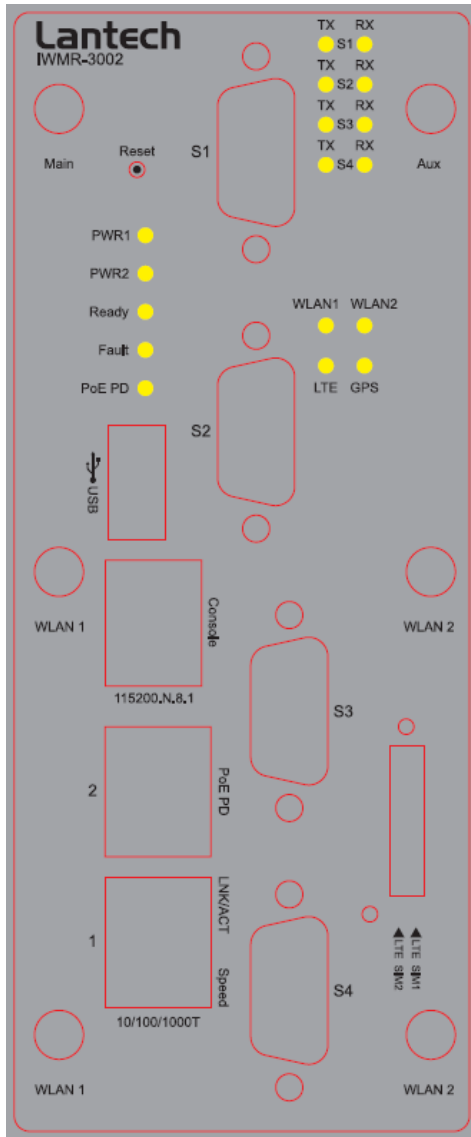 Lantech
IWMR-3002
TX RX
S1
TX RX
S2
TX RX
S3
TX RX
S4
Main
Reset
S1
Aux
PWR1
PWR2
Ready
Fault
PoE PD
WLAN1 WLAN2
LTE GPS
S2
USB
WLAN 1
Console
WLAN 2
115200.N.8.1
S3
2
PoE PD
LNK/ACT
1
Speed
10/100/1000T
S4
◀LTE SIM1
◀LTE SIM2
WLAN 1
WLAN 2